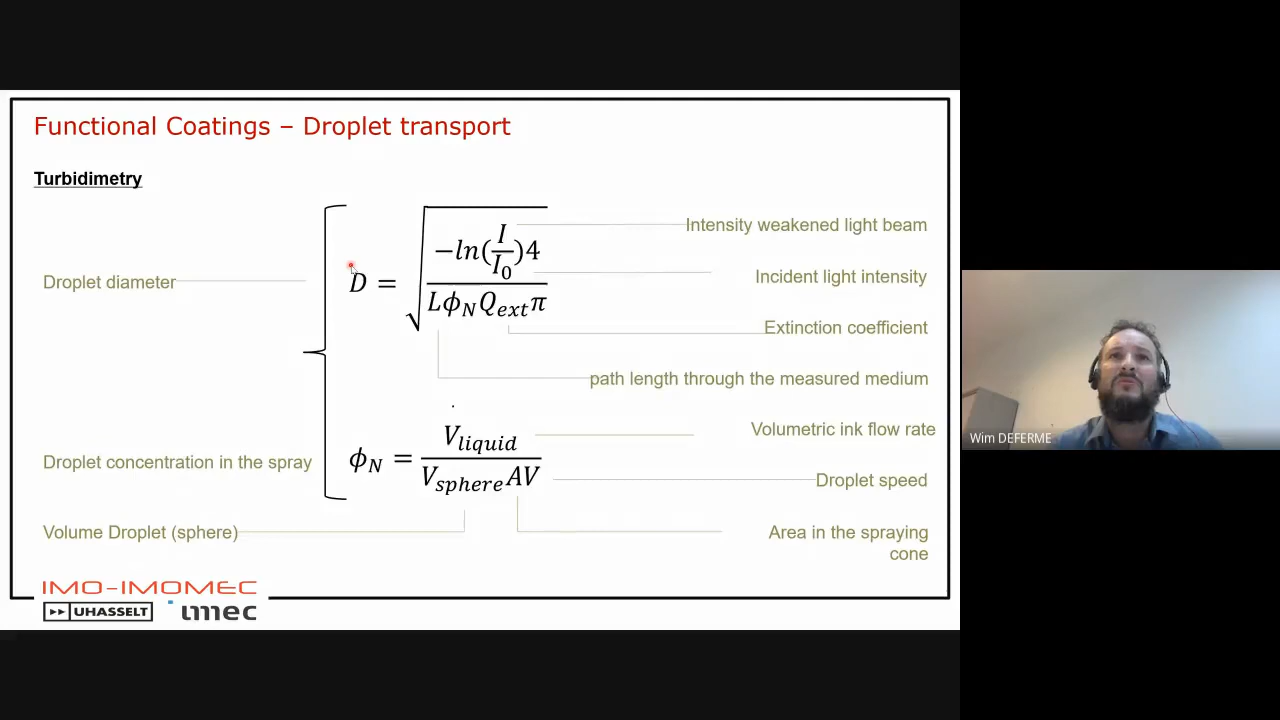 Functional Coatings – Droplet transport
Turbidimetry
Droplet diameter
D = √(−ln(I/I₀)4 / Lϕ_N Q_ext π)
Intensity weakened light beam
Incident light intensity
Extinction coefficient
path length through the measured medium
Droplet concentration in the spray
ϕ_N = V̇_liquid / V_sphere AV
Volumetric ink flow rate
Droplet speed
Volume Droplet (sphere)
Area in the spraying
cone
IMO-IMOMEC
UHASSELT
imec
Wim DEFERME